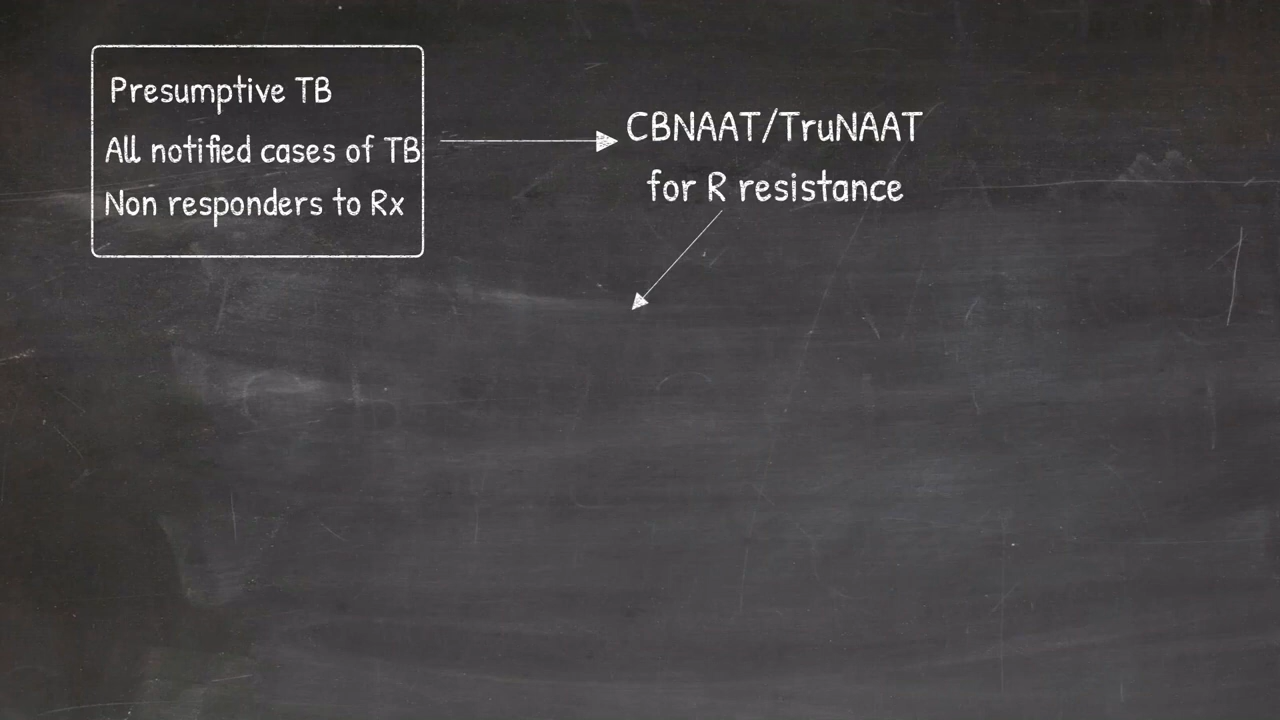 Presumptive TB
All notified cases of TB
Non responders to Rx
CBNAAT/TruNAAT
for R resistance